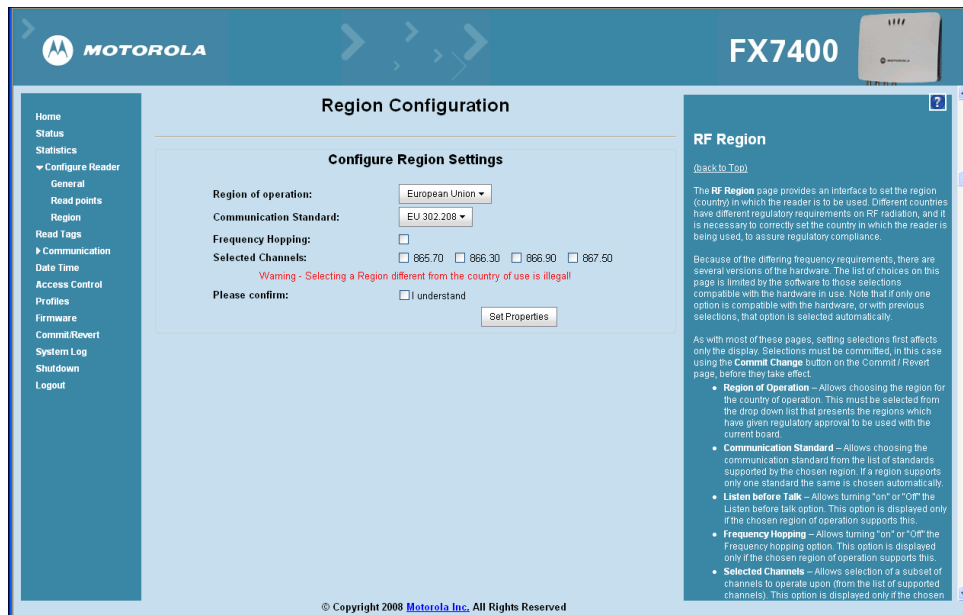 MOTOROLA
FX7400
Home
Status
Statistics
Configure Reader
General
Read points
Region
Read Tags
Communication
Date Time
Access Control
Profiles
Firmware
Commit/Revert
System Log
Shutdown
Logout
Region Configuration
Configure Region Settings
Region of operation: European Union
Communication Standard: EU 302.208
Frequency Hopping:
Selected Channels: 865.70 866.30 866.90 867.50
Warning - Selecting a Region different from the country of use is illegal!
Please confirm: I understand
Set Properties
?
RF Region
(back to Top)
The RF Region page provides an interface to set the region
(country) in which the reader is to be used. Different countries
have different regulatory requirements on RF radiation, and it
is necessary to correctly set the country in which the reader is
being used, to assure regulatory compliance.
Because of the differing frequency requirements, there are
several versions of the hardware. The list of choices on this
page is limited by the software to those selections
compatible with the hardware in use. Note that if only one
option is compatible with the hardware, or with previous
selections, that option is selected automatically.
As with most of these pages, setting selections first affects
only the display. Selections must be committed, in this case
using the Commit Change button on the Commit / Revert
page, before they take effect.
• Region of Operation – Allows choosing the region for
the country of operation. This must be selected from
the drop down list that presents the regions which
have given regulatory approval to be used with the
current board.
• Communication Standard – Allows choosing the
communication standard from the list of standards
supported by the chosen region. If a region supports
only one standard the same is chosen automatically.
• Listen before Talk – Allows turning "on" or "Off" the
Listen before talk option. This option is displayed only
if the chosen region of operation supports this.
• Frequency Hopping – Allows turning "on" or "Off" the
Frequency hopping option. This option is displayed
only if the chosen region of operation supports this.
• Selected Channels – Allows selection of a subset of
channels to operate upon (from the list of supported
channels). This option is displayed only if the chosen
© Copyright 2008 Motorola Inc. All Rights Reserved